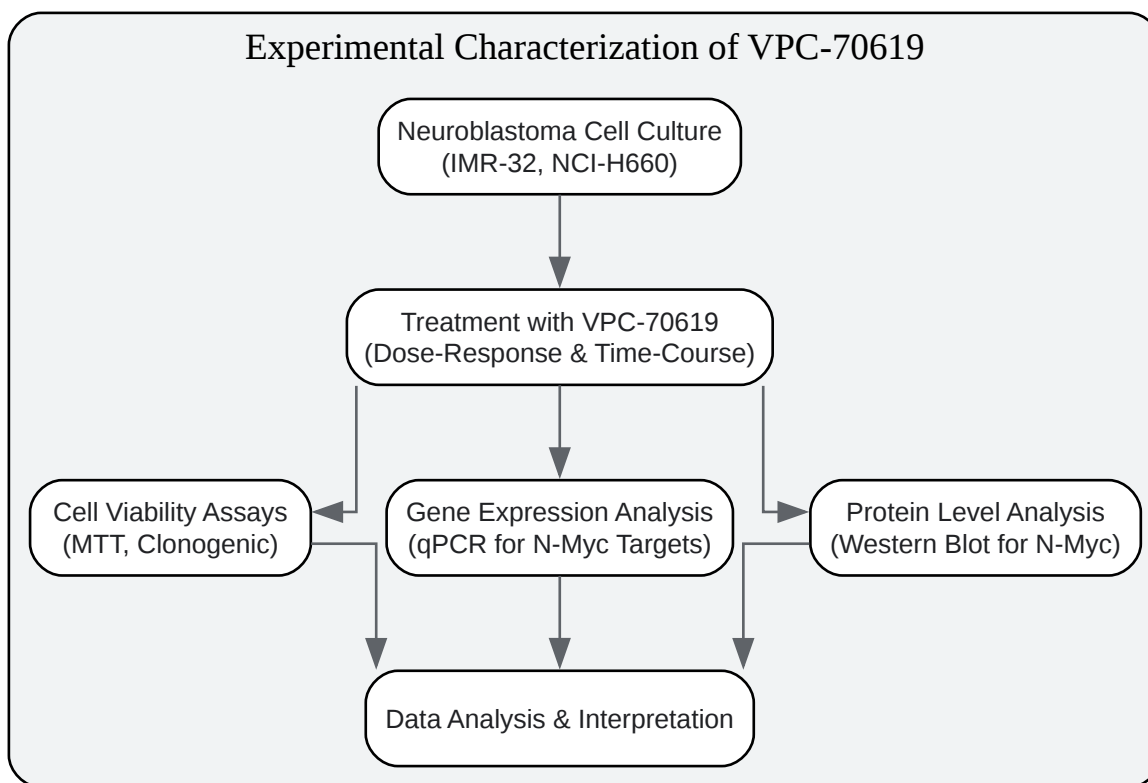 Experimental Characterization of VPC-70619
Neuroblastoma Cell Culture
(IMR-32, NCI-H660)
Treatment with VPC-70619
(Dose-Response & Time-Course)
Cell Viability Assays
(MTT, Clonogenic)
Gene Expression Analysis
(qPCR for N-Myc Targets)
Protein Level Analysis
(Western Blot for N-Myc)
Data Analysis & Interpretation